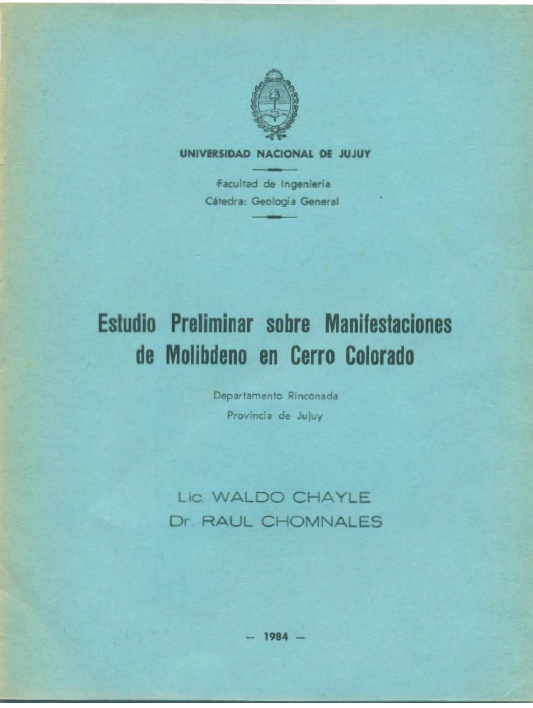 UNIVERSIDAD NACIONAL DE JUJUY
Facultad de Ingeniería
Cátedra: Geología General
Estudio Preliminar sobre Manifestaciones
de Molibdeno en Cerro Colorado
Departamento Rinconada
Provincia de Jujuy
Lic. WALDO CHAYLE
Dr. RAUL CHOMNALES
— 1984 —